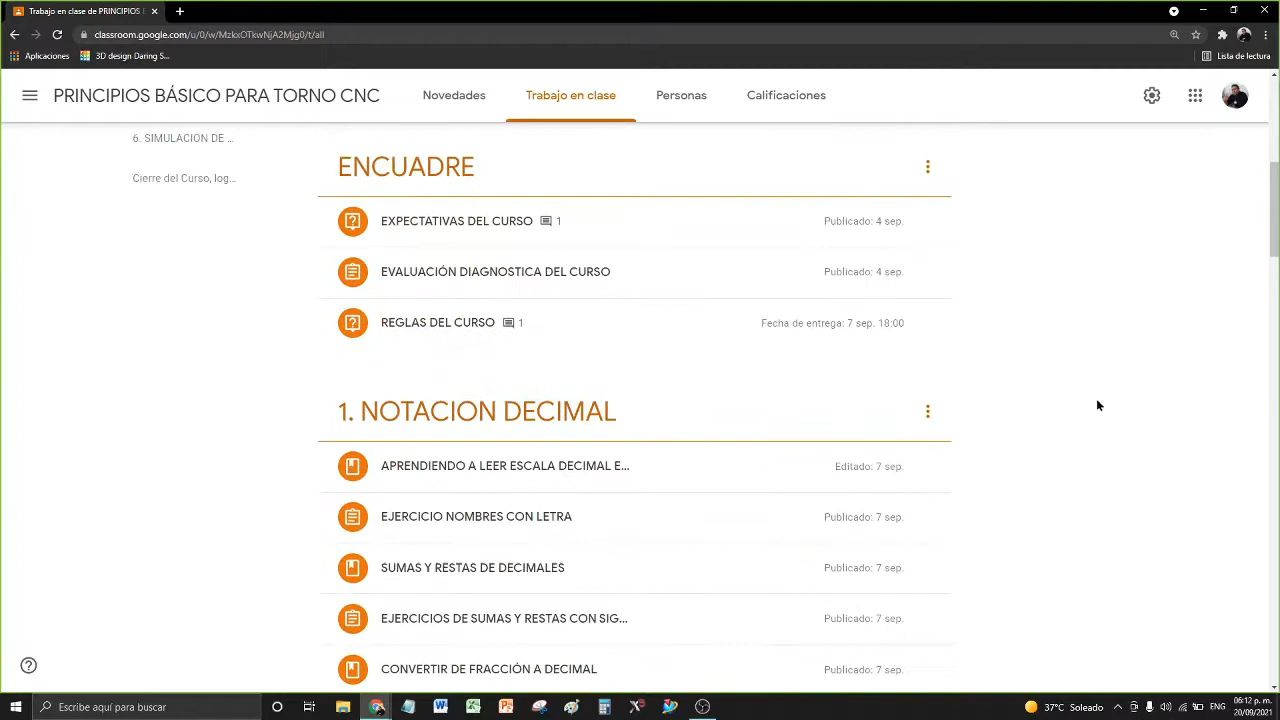 Trabajo en clase de PRINCIPIOS E
classroom.google.com/u/0/w/MzkxOTkwNjA2Mjg0/t/all
Aplicaciones
3D design Daring S...
Lista de lectura
PRINCIPIOS BÁSICO PARA TORNO CNC
Novedades
Trabajo en clase
Personas
Calificaciones
6. SIMULACION DE ...
Cierre del Curso, log...
ENCUADRE
EXPECTATIVAS DEL CURSO 1
Publicado: 4 sep.
EVALUACIÓN DIAGNOSTICA DEL CURSO
Publicado: 4 sep.
REGLAS DEL CURSO 1
Fecha de entrega: 7 sep. 18:00
1. NOTACION DECIMAL
APRENDIENDO A LEER ESCALA DECIMAL E...
Editado: 7 sep.
EJERCICIO NOMBRES CON LETRA
Publicado: 7 sep.
SUMAS Y RESTAS DE DECIMALES
Publicado: 7 sep.
EJERCICIOS DE SUMAS Y RESTAS CON SIG...
Publicado: 7 sep.
CONVERTIR DE FRACCIÓN A DECIMAL
Publicado: 7 sep.
Escribe aquí para buscar
37°C Soleado
ENG
06:12 p.m.
20/09/2021